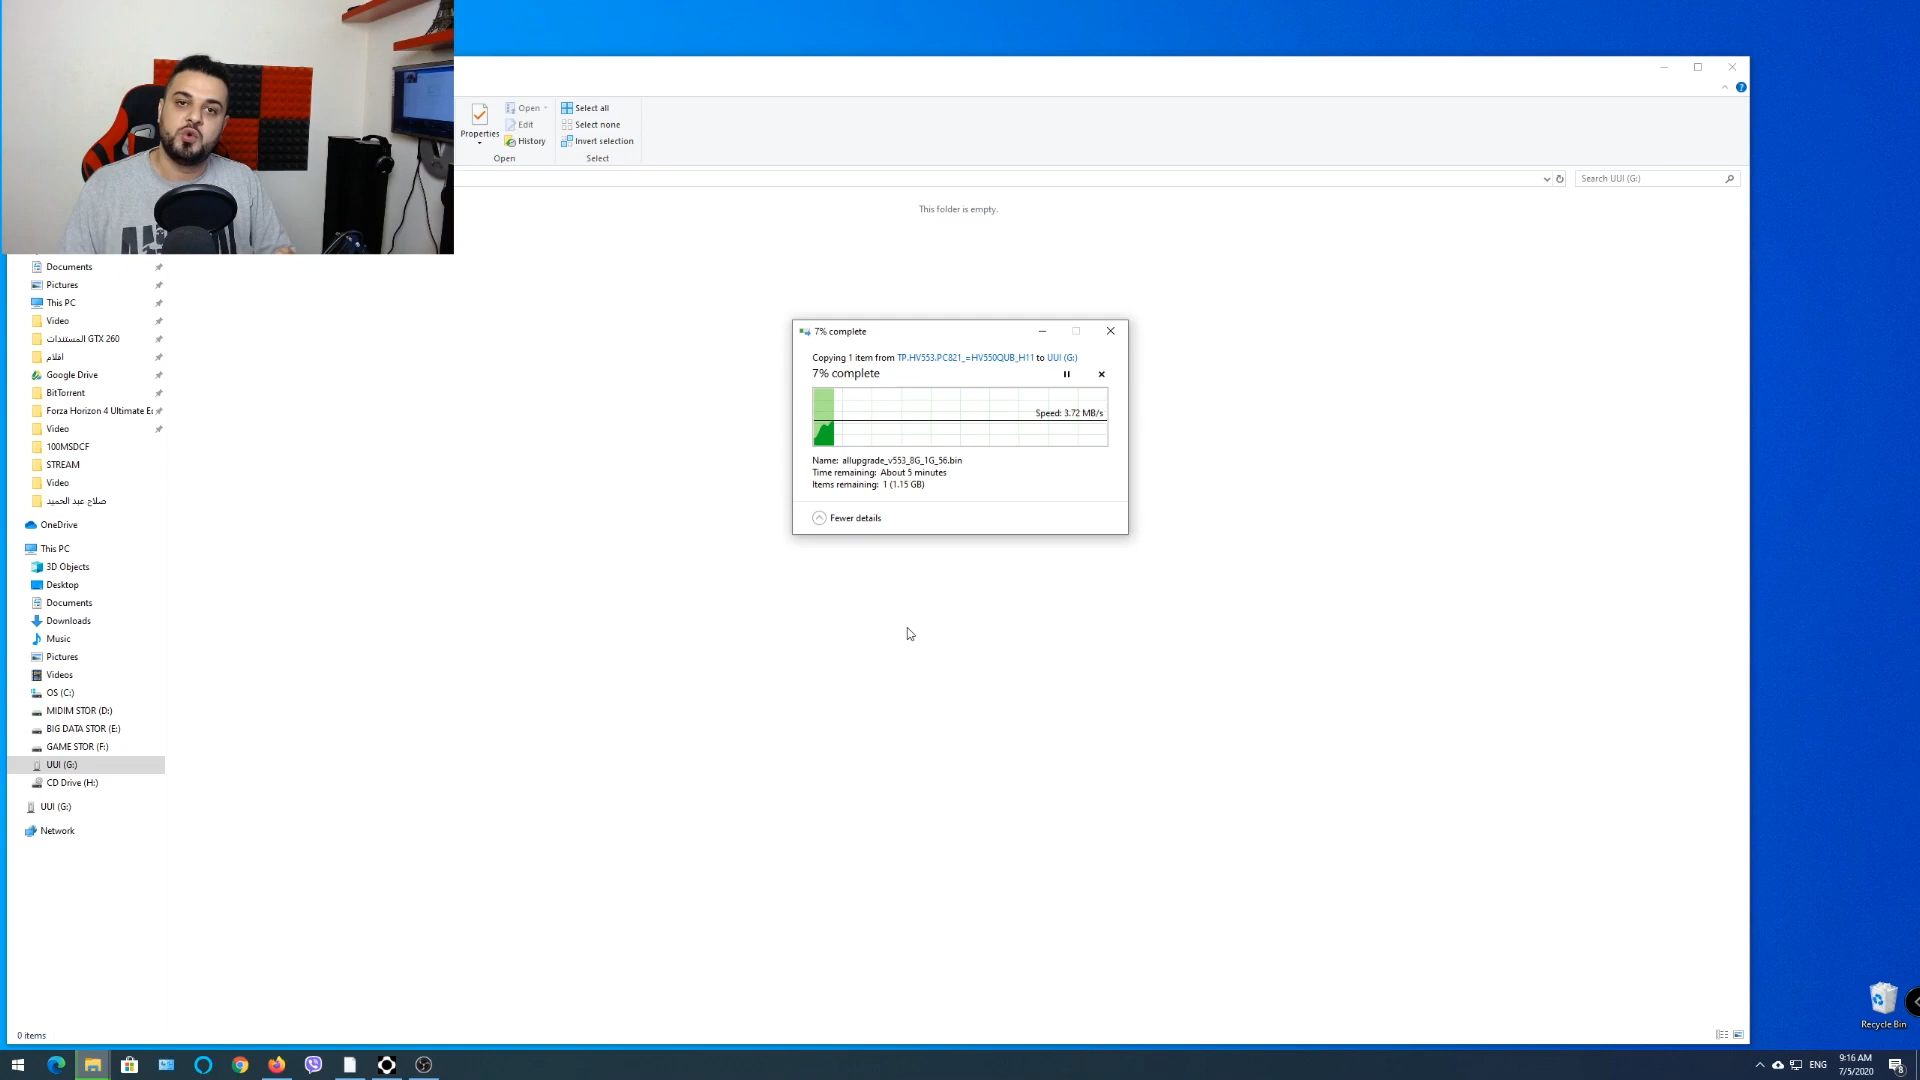 Properties
Open
Edit
History
Open
Select all
Select none
Invert selection
Select
Search UUI (G:)
This folder is empty.
Documents
Pictures
This PC
Video
المستندات GTX 260
افلام
Google Drive
BitTorrent
Forza Horizon 4 Ultimate Ec
Video
100MSDCF
STREAM
Video
صلاح عبد الحميد
OneDrive
This PC
3D Objects
Desktop
Documents
Downloads
Music
Pictures
Videos
OS (C:)
MIDIM STOR (D:)
BIG DATA STOR (E:)
GAME STOR (F:)
UUI (G:)
CD Drive (H:)
UUI (G:)
Network
7% complete
Copying 1 item from TP.HV553.PC821_=HV550QUB_H11 to UUI (G:)
7% complete
Speed: 3.72 MB/s
Name: allupgrade_v553_8G_1G_56.bin
Time remaining: About 5 minutes
Items remaining: 1 (1.15 GB)
Fewer details
0 items
Recycle Bin
ENG
9:16 AM
7/5/2020
8